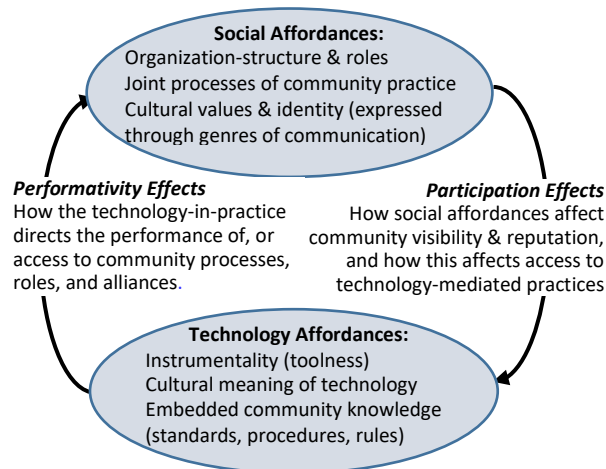 Social Affordances:
Organization-structure & roles
Joint processes of community practice
Cultural values & identity (expressed
through genres of communication)
Performativity Effects
How the technology-in-practice
directs the performance of, or
access to community processes,
roles, and alliances.
Participation Effects
How social affordances affect
community visibility & reputation,
and how this affects access to
technology-mediated practices
Technology Affordances:
Instrumentality (toolness)
Cultural meaning of technology
Embedded community knowledge
(standards, procedures, rules)